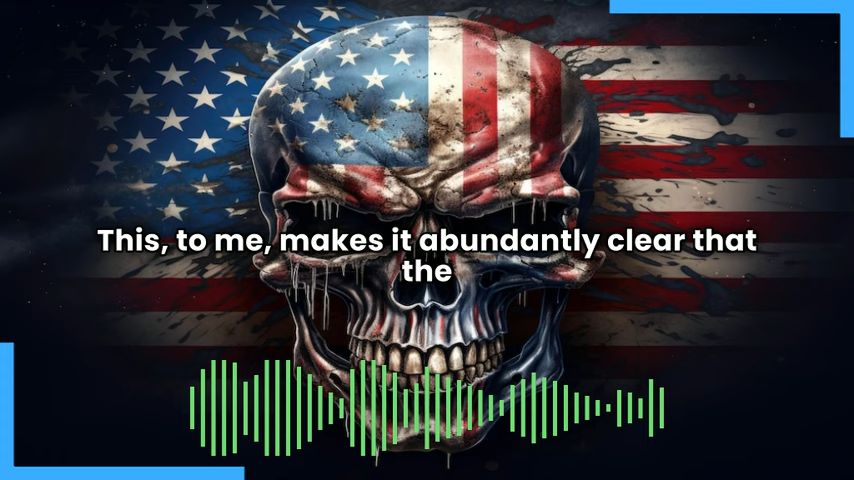 This, to me, makes it abundantly clear that
the